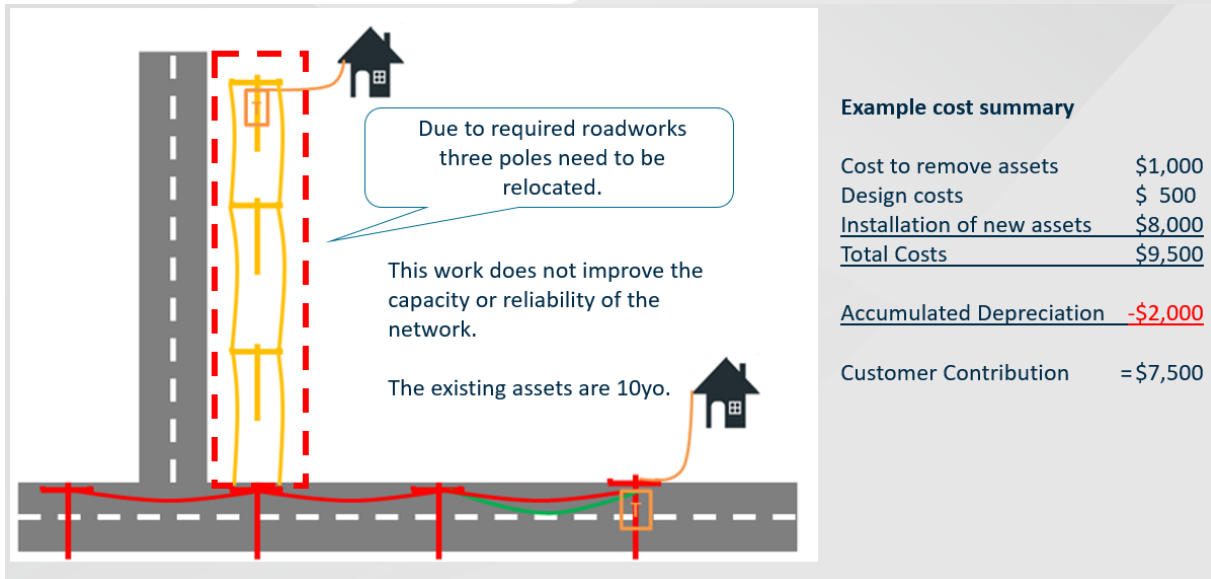 T
Due to required roadworks
three poles need to be
relocated.
This work does not improve the
capacity or reliability of the
network.
The existing assets are 10yo.
T
Example cost summary
Cost to remove assets $1,000
Design costs $ 500
Installation of new assets $8,000
Total Costs $9,500
Accumulated Depreciation -$2,000
Customer Contribution =$7,500